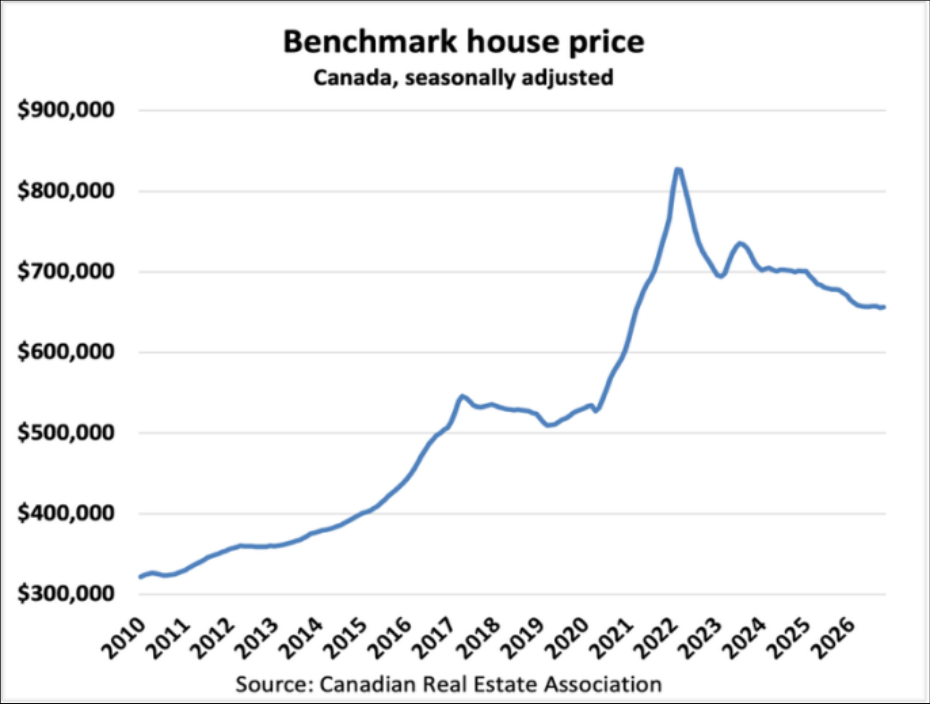 Benchmark house price
Canada, seasonally adjusted
$900,000
$800,000
$700,000
$600,000
$500,000
$400,000
$300,000
2010 2011 2012 2013 2014 2015 2016 2017 2018 2019 2020 2021 2022 2023 2024 2025 2026
Source: Canadian Real Estate Association